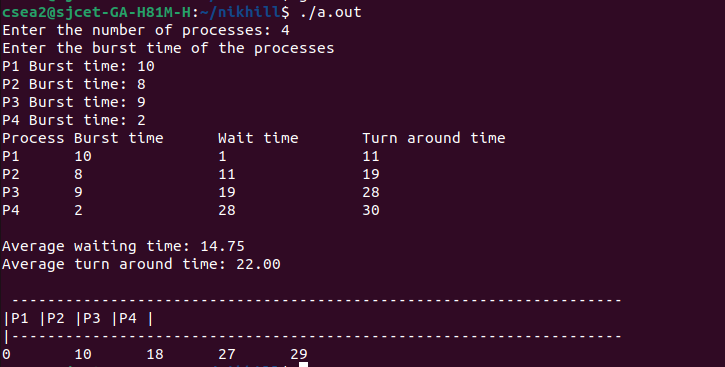 csea2@sjcet-GA-H81M-H:~/nikhill$ ./a.out
Enter the number of processes: 4
Enter the burst time of the processes
P1 Burst time: 10
P2 Burst time: 8
P3 Burst time: 9
P4 Burst time: 2
Process Burst time      Wait time       Turn around time
P1      10              1               11
P2      8               11              19
P3      9               19              28
P4      2               28              30
Average waiting time: 14.75
Average turn around time: 22.00
 --------------------------------------------------------------------
|P1 |P2 |P3 |P4 |
|--------------------------------------------------------------------
0       10      18      27      29